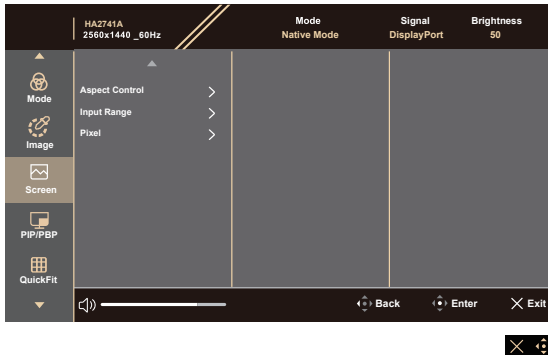 HA2741A
2560x1440 _60Hz
Mode
Native Mode
Signal
DisplayPort
Brightness
50
Mode
Image
Screen
PIP/PBP
QuickFit
Aspect Control
Input Range
Pixel
Back
Enter
Exit